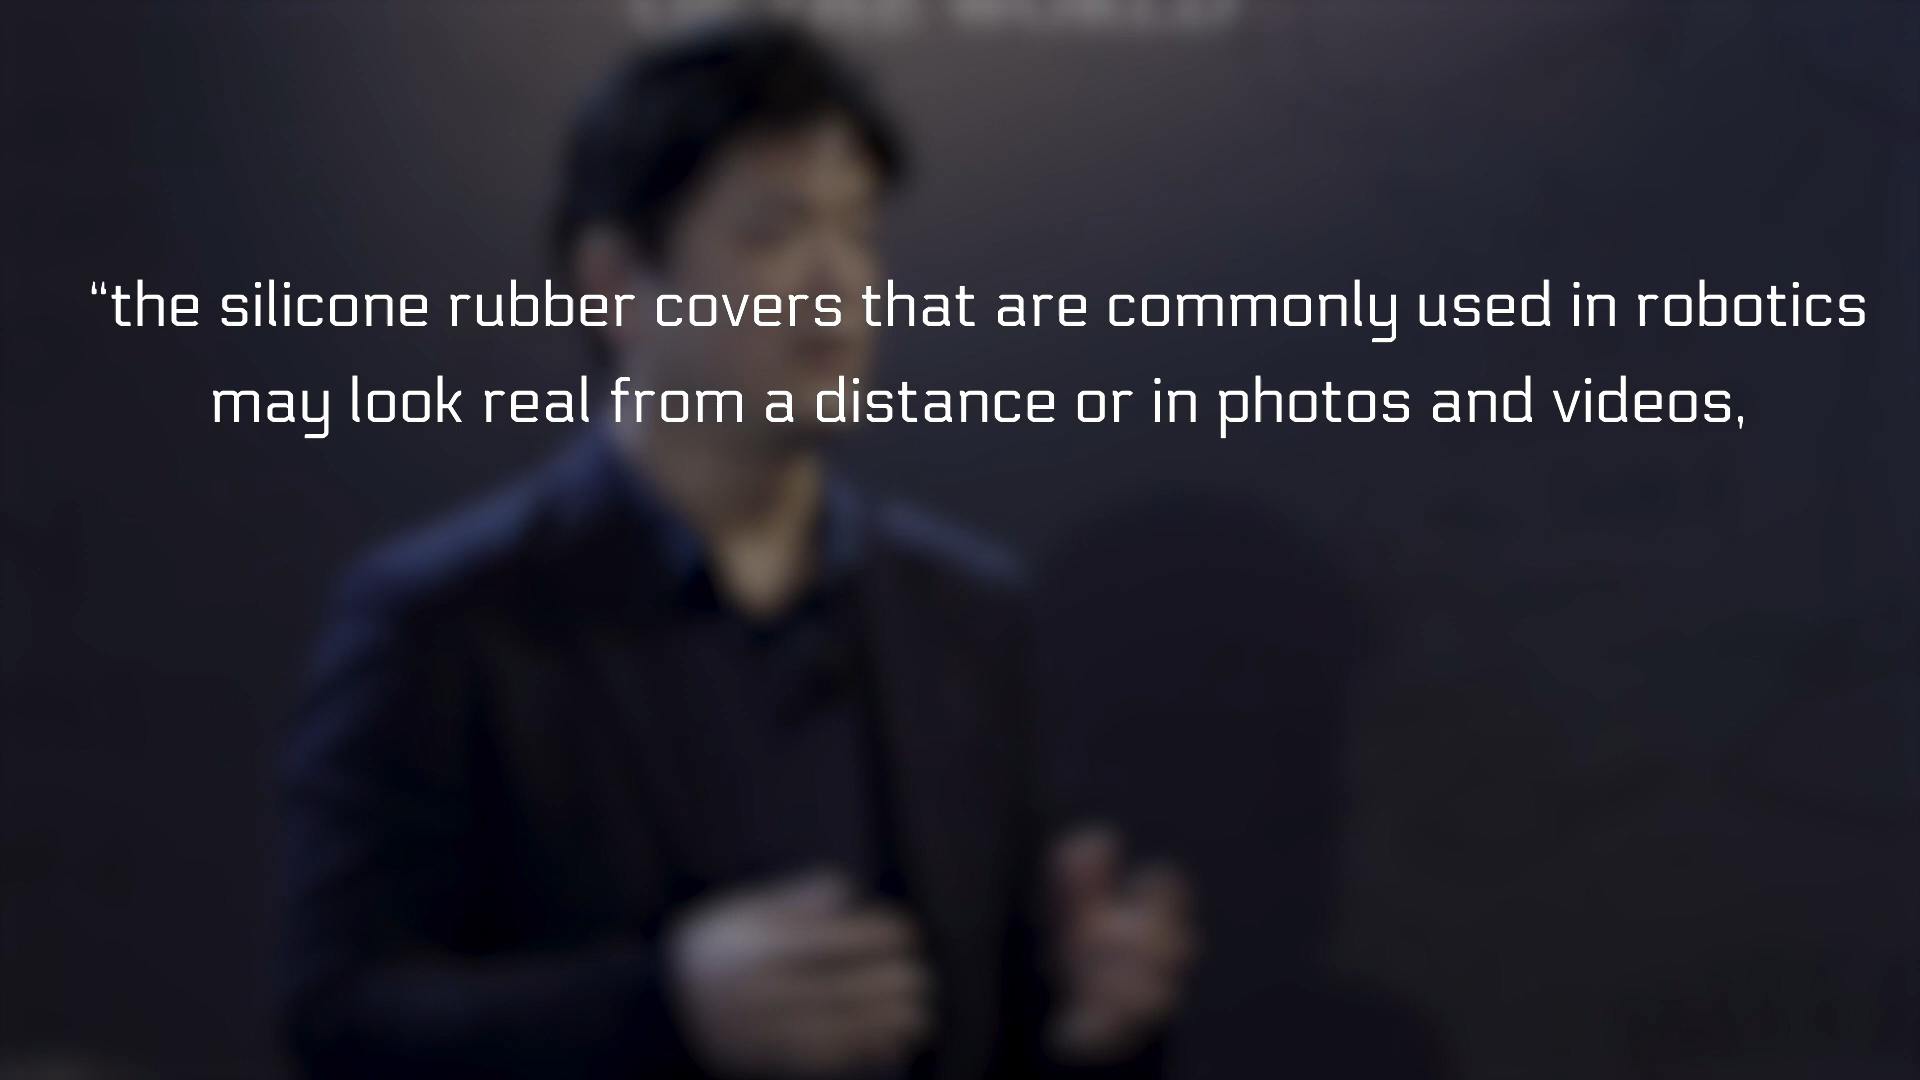 “the silicone rubber covers that are commonly used in robotics
may look real from a distance or in photos and videos,